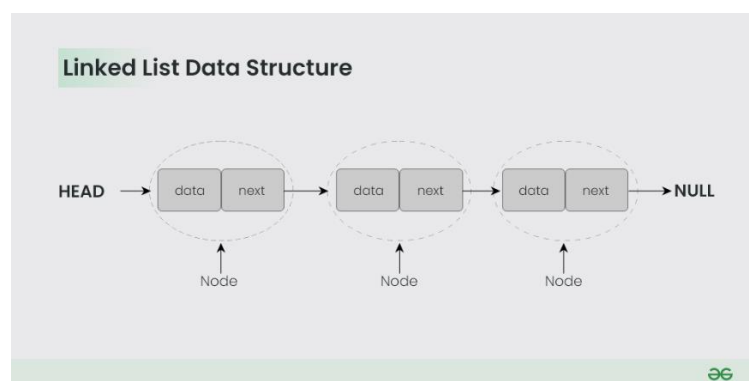 Linked List Data Structure
HEAD data next data next data next NULL
Node Node Node